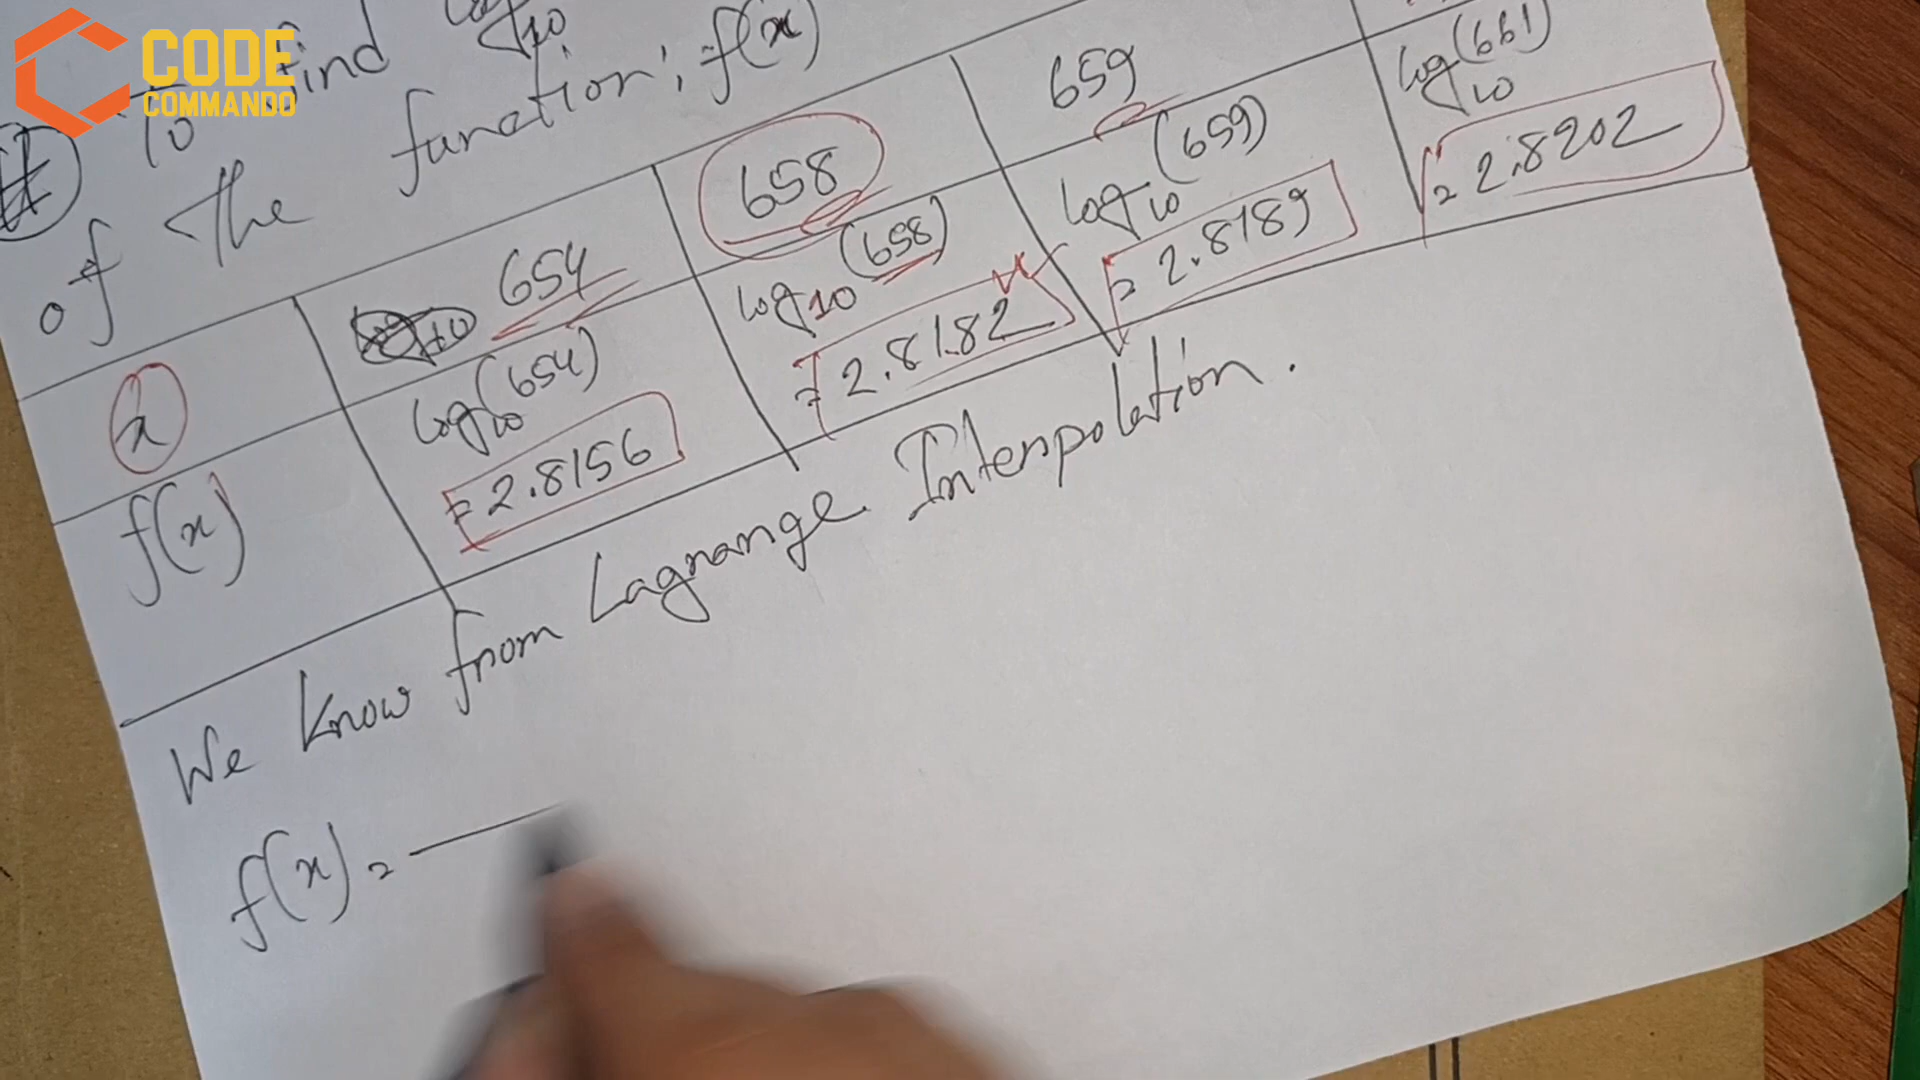 CODE
COMMANDO
To find log10
of the function; f(x)
x 654 658 659
f(x) log10(654) = 2.8156 log10(658) = 2.8182 log10(659) = 2.8189 log10(661) = 2.8202
We know from Lagrange Interpolation.
f(x) =